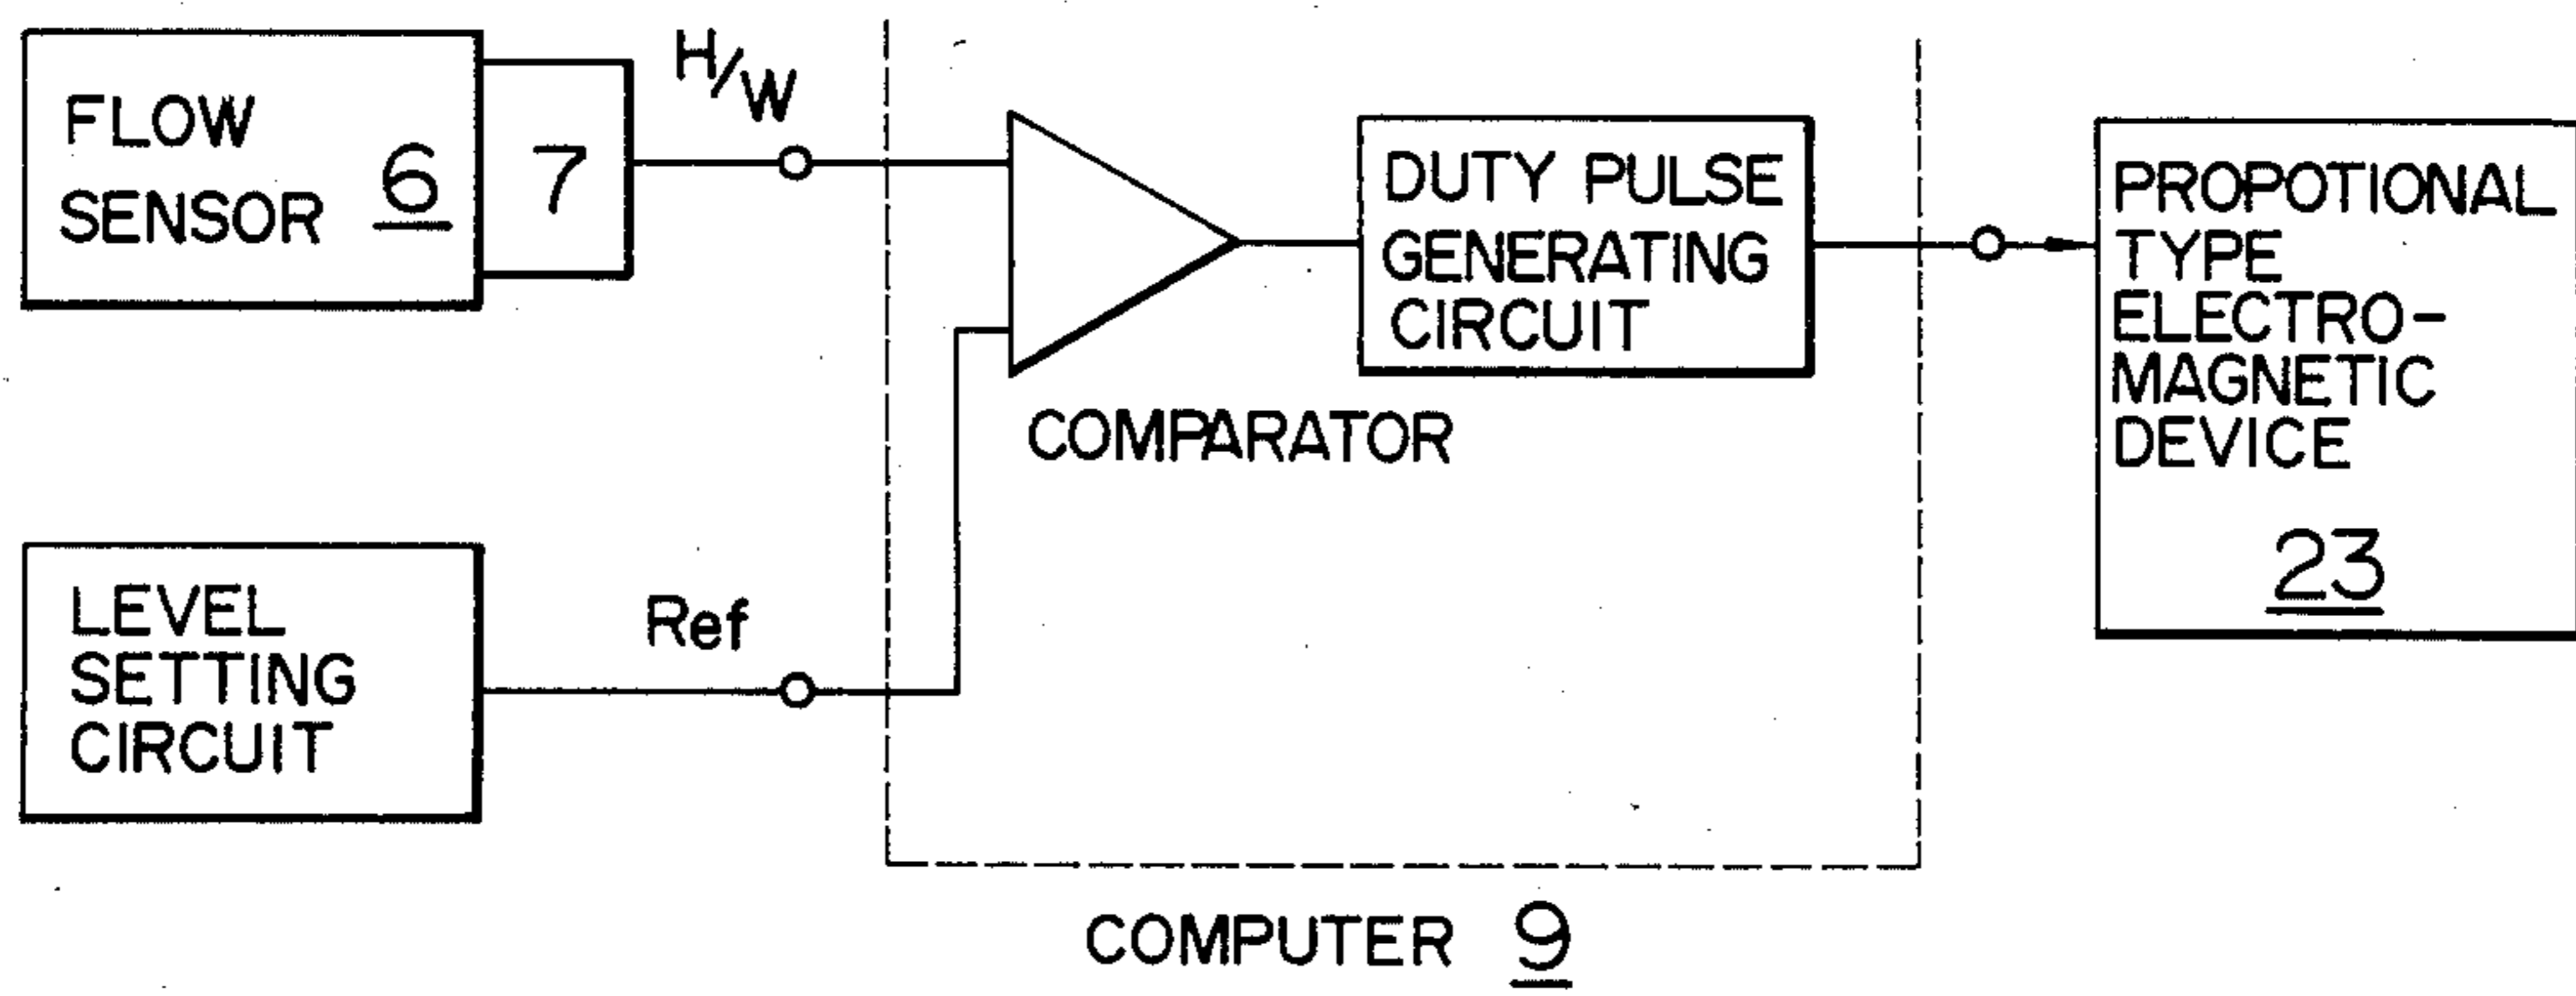 FLOW
SENSOR 6
7
H/W
LEVEL
SETTING
CIRCUIT
Ref
COMPARATOR
DUTY PULSE
GENERATING
CIRCUIT
COMPUTER 9
PROPOTIONAL
TYPE
ELECTRO-
MAGNETIC
DEVICE
23